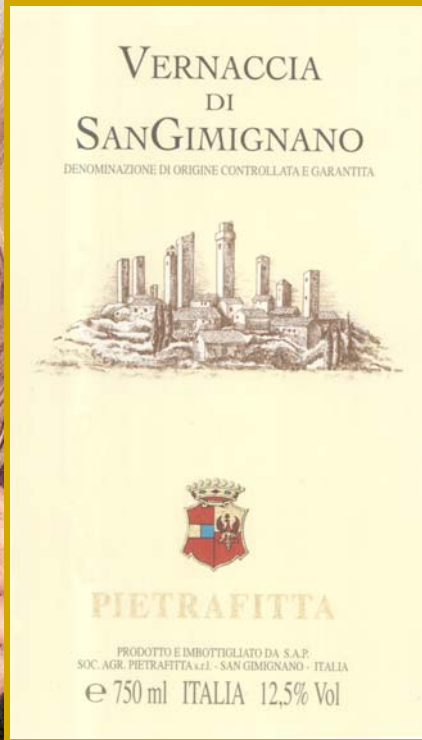 VERNACCIA
DI
SANGIMIGNANO
DENOMINAZIONE DI ORIGINE CONTROLLATA E GARANTITA
PIETRAFITTA
PRODOTTO E IMBOTTIGLIATO DA S.A.P.
SOC. AGR. PIETRAFITTA s.r.l. - SAN GIMIGNANO - ITALIA
℮ 750 ml ITALIA 12,5% Vol